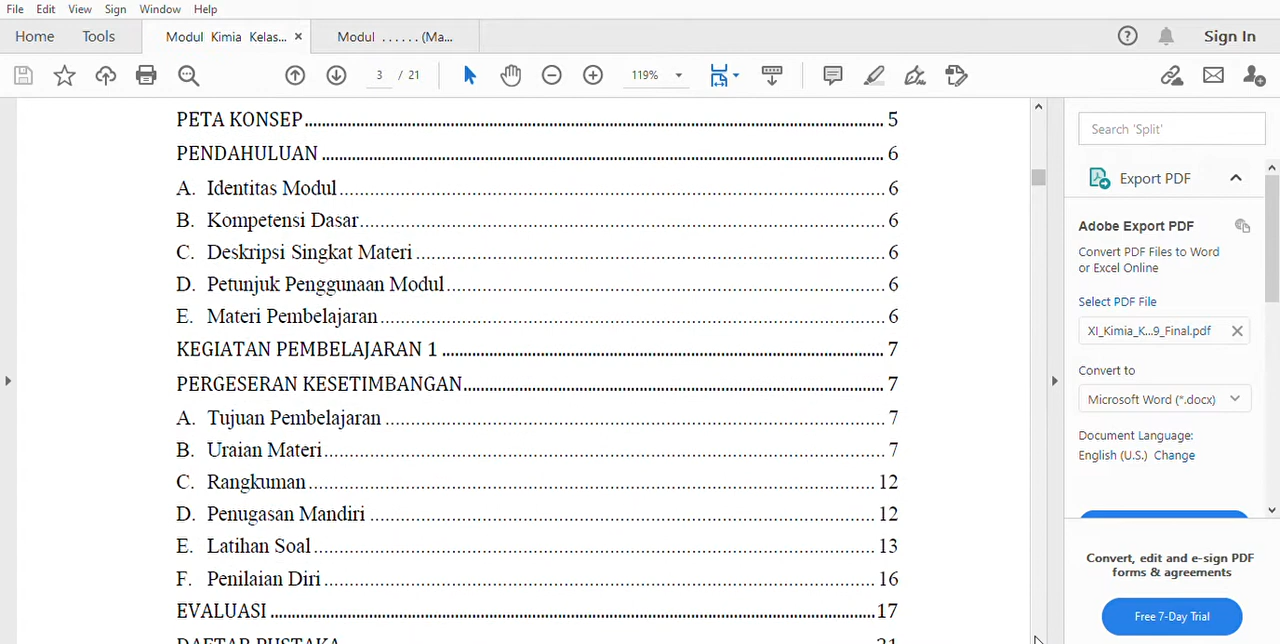 File Edit View Sign Window Help
Home Tools Modul Kimia Kelas... × Modul ......(Ma... Sign In
3 / 21 119%
PETA KONSEP 5
PENDAHULUAN 6
A. Identitas Modul 6
B. Kompetensi Dasar 6
C. Deskripsi Singkat Materi 6
D. Petunjuk Penggunaan Modul 6
E. Materi Pembelajaran 6
KEGIATAN PEMBELAJARAN 1 7
PERGESERAN KESETIMBANGAN 7
A. Tujuan Pembelajaran 7
B. Uraian Materi 7
C. Rangkuman 12
D. Penugasan Mandiri 12
E. Latihan Soal 13
F. Penilaian Diri 16
EVALUASI 17
DAFTAR PUSTAKA 21
Search 'Split'
Export PDF
Adobe Export PDF
Convert PDF Files to Word
or Excel Online
Select PDF File
XI_Kimia_K...9_Final.pdf
Convert to
Microsoft Word (*.docx)
Document Language:
English (U.S.) Change
Convert, edit and e-sign PDF
forms & agreements
Free 7-Day Trial